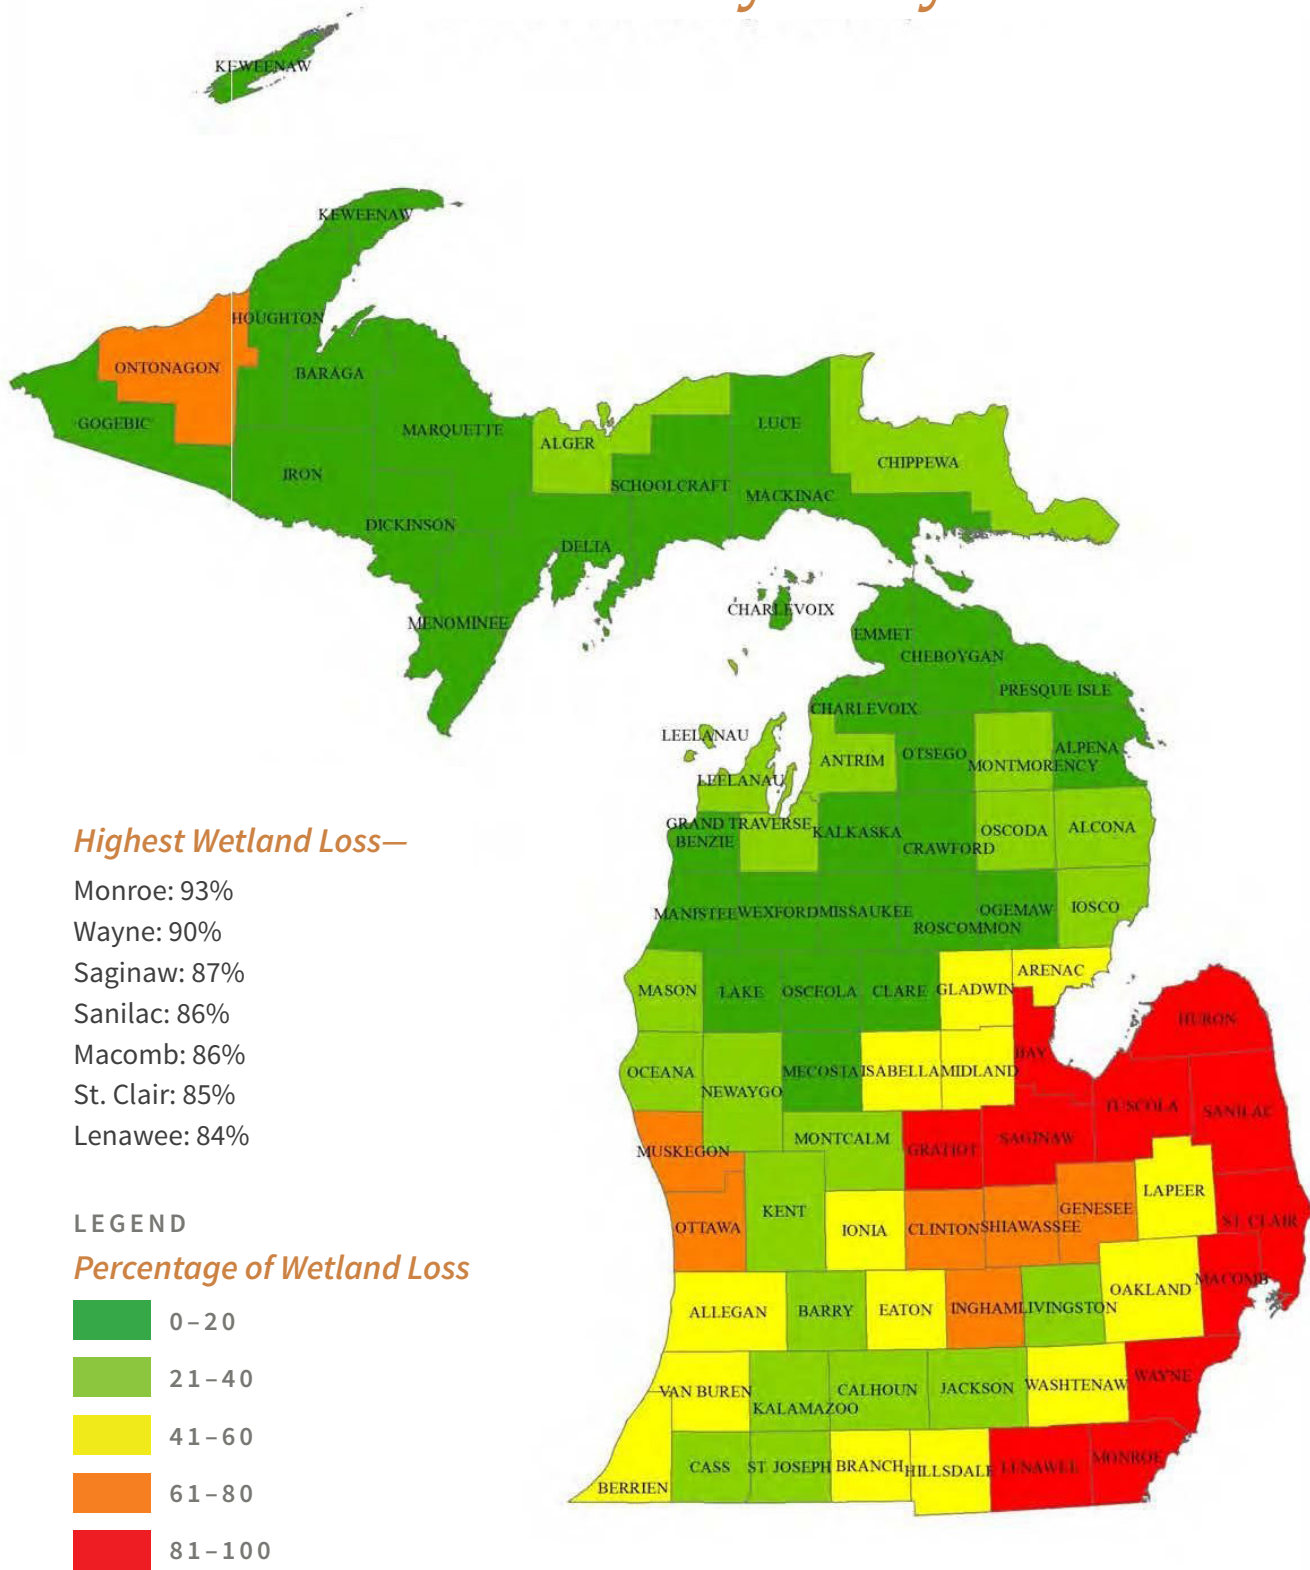 KEWEENAW
KEWEENAW
HOUGHTON
ONTONAGON
BARAGA
GOGEBIC
MARQUETTE
ALGER
LUCE
CHIPPEWA
IRON
SCHOOLCRAFT
MACKINAC
DICKINSON
DELTA
CHARLEVOIX
MENOMINEE
EMMET
CHEBOYGAN
PRESQUE ISLE
CHARLEVOIX
LEELANAU
ANTRIM
OTSEGO
MONTMORENCY
ALPENA
LEELANAU
GRAND TRAVERSE
BENZIE
KALKASKA
CRAWFORD
OSCODA
ALCONA
MANISTEE
WEXFORD
MISSAUKEE
ROSCOMMON
OGEMAW
IOSCO
MASON
LAKE
OSCEOLA
CLARE
GLADWIN
ARENAC
HURON
OCEANA
NEWAYGO
MECOSTA
ISABELLA
MIDLAND
BAY
TUSCOLA
SANILAC
MUSKEGON
MONTCALM
GRATIOT
SAGINAW
LAPEER
OTTAWA
KENT
IONIA
CLINTON
SHIAWASSEE
GENESEE
ST. CLAIR
ALLEGAN
BARRY
EATON
INGHAM
LIVINGSTON
OAKLAND
MACOMB
VAN BUREN
KALAMAZOO
CALHOUN
JACKSON
WASHTENAW
WAYNE
BERRIEN
CASS
ST. JOSEPH
BRANCH
HILLSDALE
LENAWEE
MONROE
Highest Wetland Loss—
Monroe: 93%
Wayne: 90%
Saginaw: 87%
Sanilac: 86%
Macomb: 86%
St. Clair: 85%
Lenawee: 84%
LEGEND
Percentage of Wetland Loss
0–20
21–40
41–60
61–80
81–100